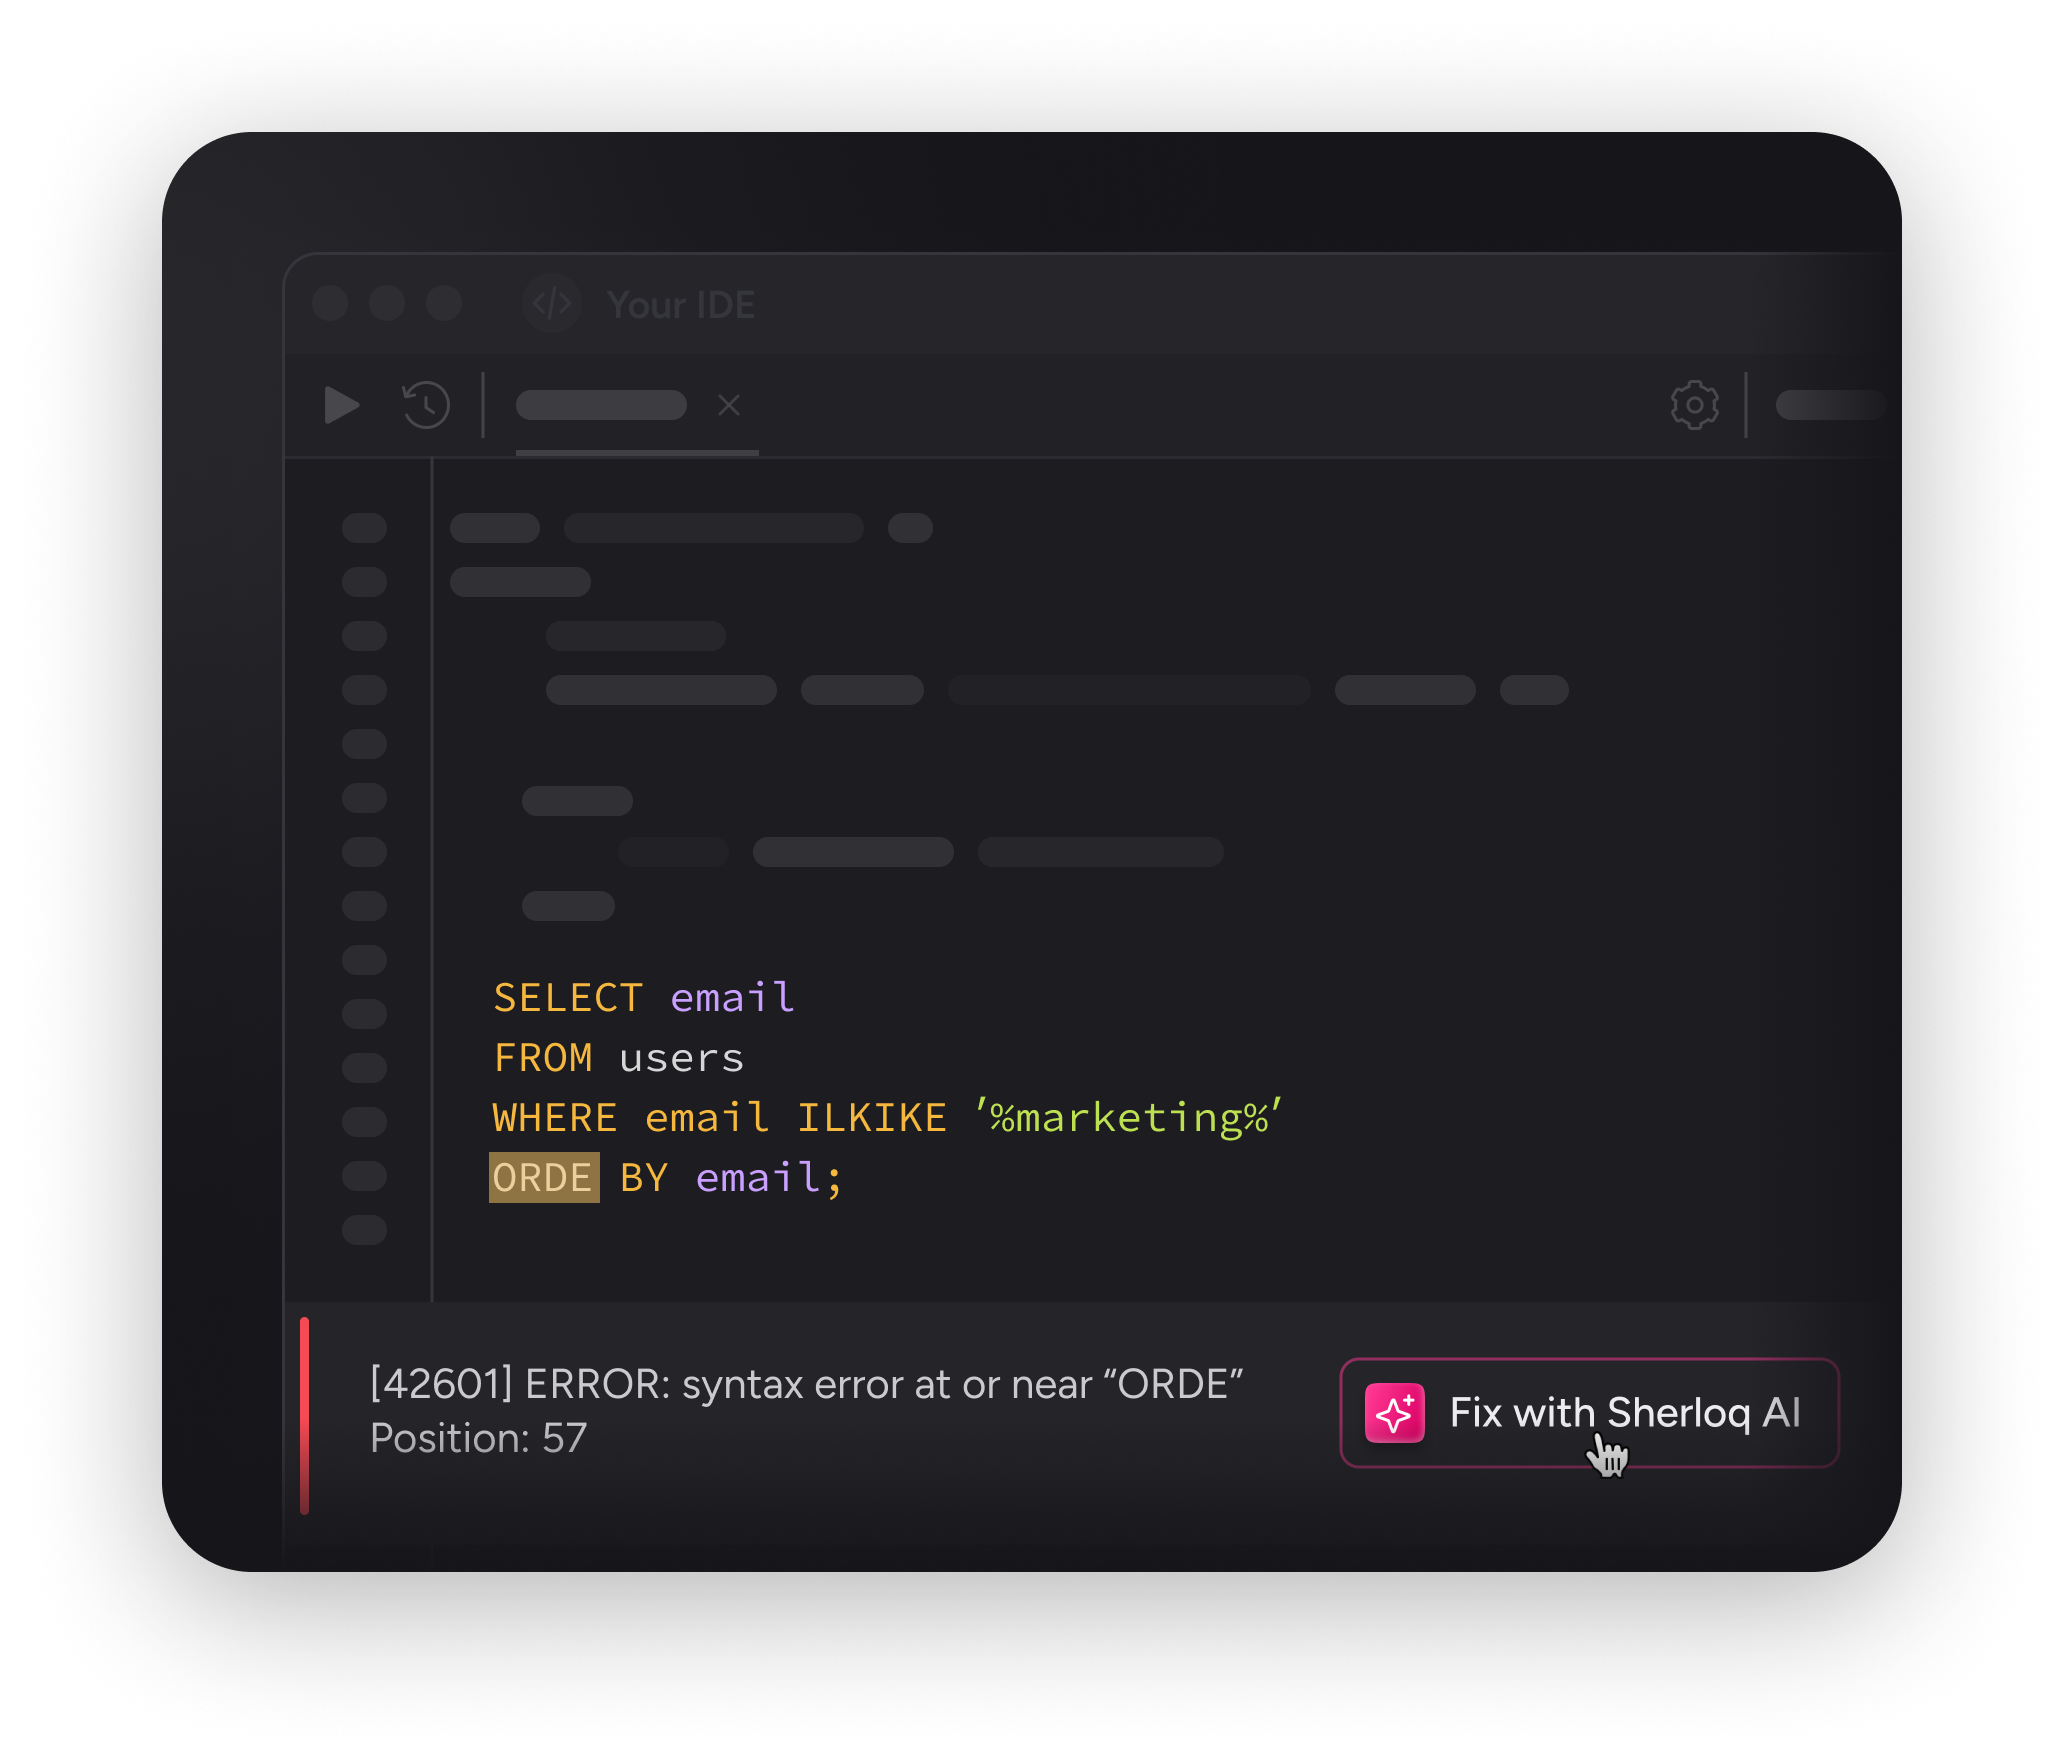 Your IDE
SELECT email
FROM users
WHERE email ILKIKE '%marketing%'
ORDE BY email;
[42601] ERROR: syntax error at or near “ORDE”
Position: 57
Fix with Sherloq AI